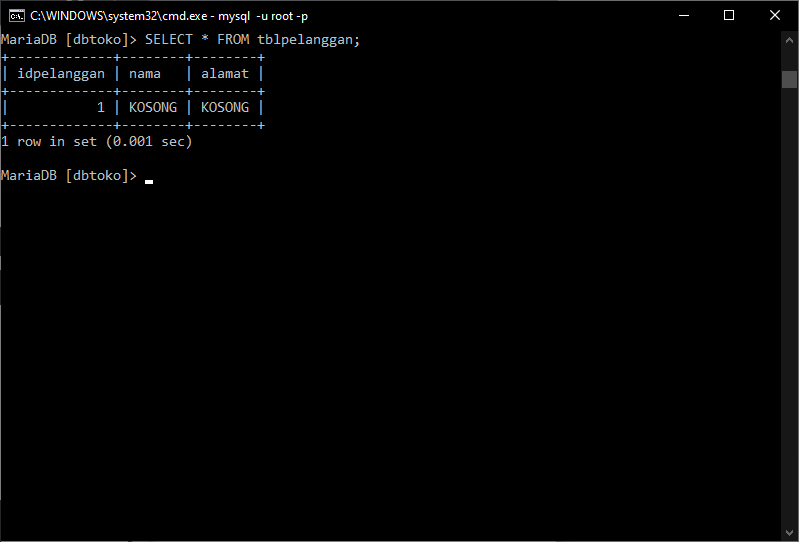 C:\WINDOWS\system32\cmd.exe - mysql  -u root -p
MariaDB [dbtoko]> SELECT * FROM tblpelanggan;
+-------------+--------+--------+
| idpelanggan | nama   | alamat |
+-------------+--------+--------+
|           1 | KOSONG | KOSONG |
+-------------+--------+--------+
1 row in set (0.001 sec)
MariaDB [dbtoko]>